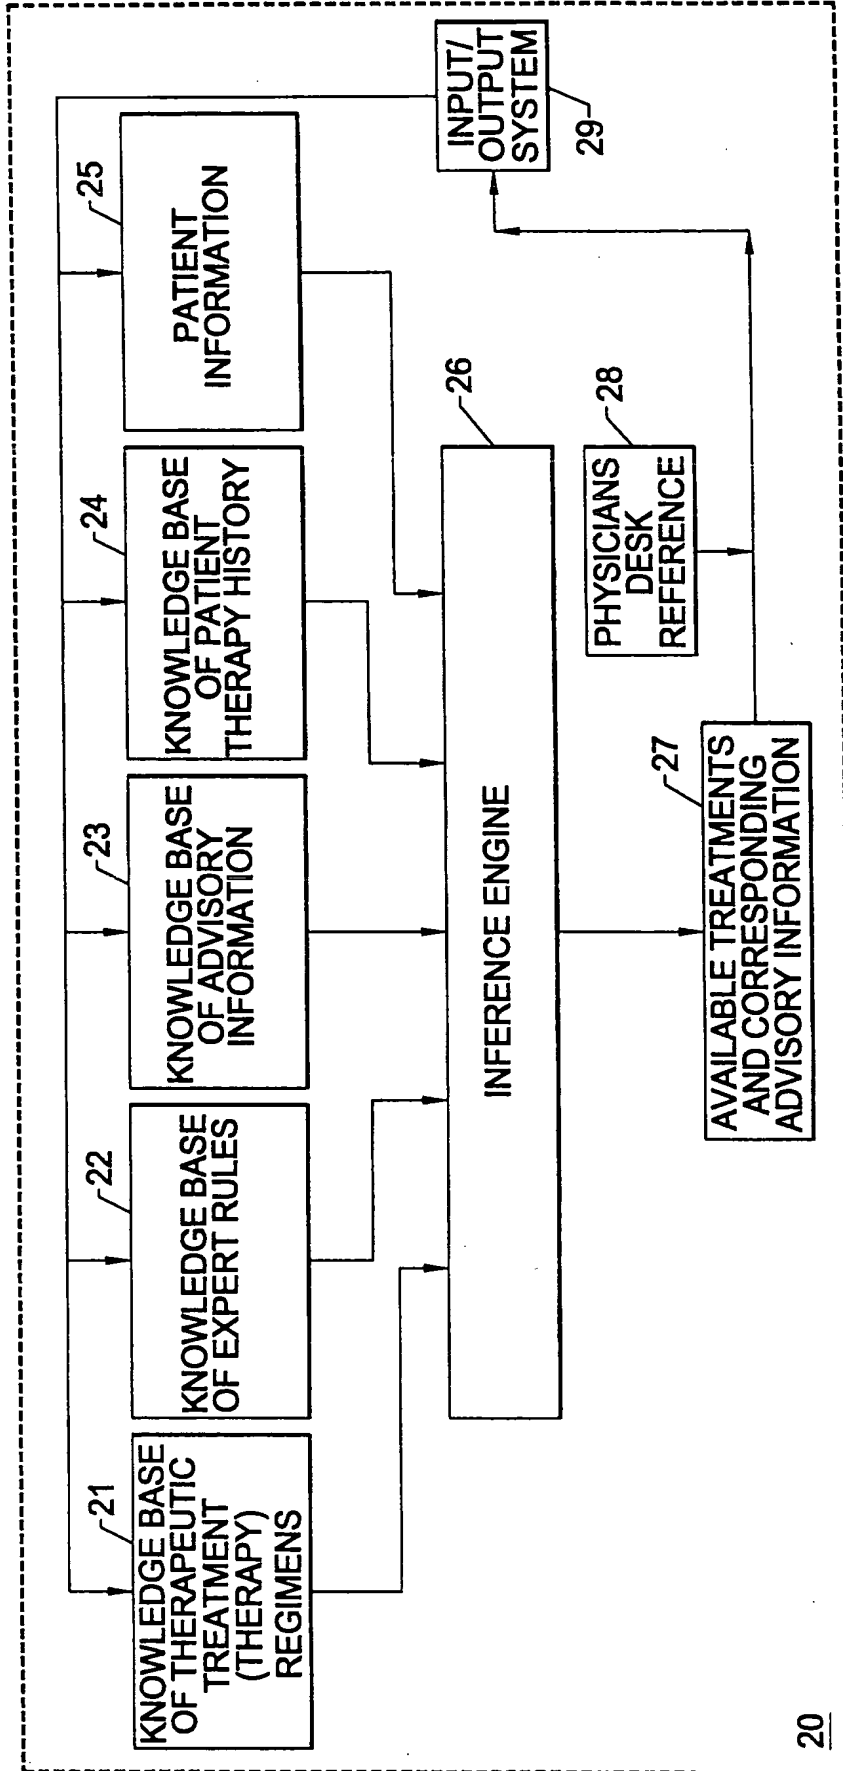 21
KNOWLEDGE BASE
OF THERAPEUTIC
TREATMENT
(THERAPY)
REGIMENS
22
KNOWLEDGE BASE
OF EXPERT RULES
23
KNOWLEDGE BASE
OF ADVISORY
INFORMATION
24
KNOWLEDGE BASE
OF PATIENT
THERAPY HISTORY
25
PATIENT
INFORMATION
INPUT/
OUTPUT
SYSTEM
29
26
INFERENCE ENGINE
28
PHYSICIANS
DESK
REFERENCE
27
AVAILABLE TREATMENTS
AND CORRESPONDING
ADVISORY INFORMATION
20